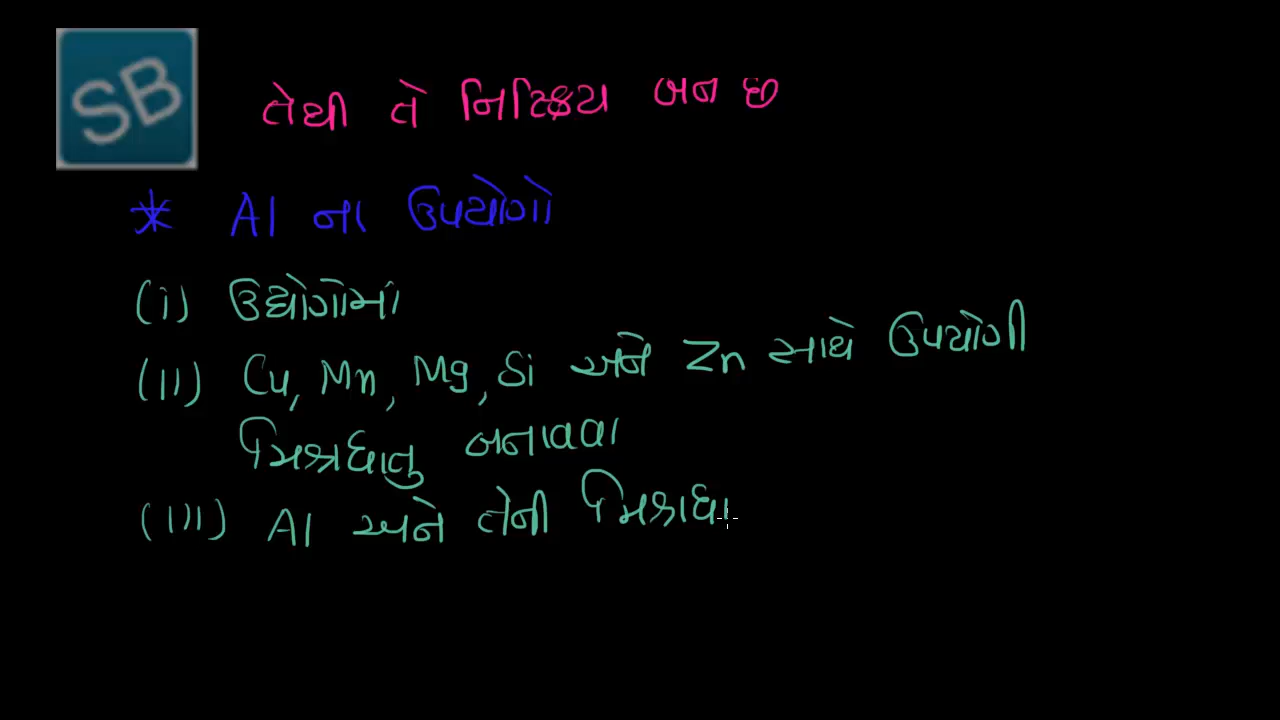 SB
તેથી તે નિષ્ક્રિય બને છે
* Al ના ઉપયોગો
(i) ઉદ્યોગોમાં
(ii) Cu, Mn, Mg, Si અને Zn સાથે ઉપયોગી
મિશ્રધાતુ બનાવવા
(iii) Al અને તેની મિશ્રધા